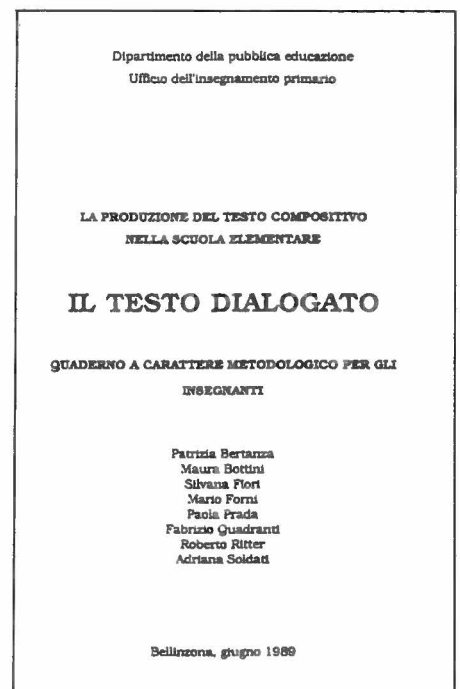 Dipartimento della pubblica educazione
Ufficio dell'insegnamento primario
LA PRODUZIONE DEL TESTO COMPOSITIVO
NELLA SCUOLA ELEMENTARE
IL TESTO DIALOGATO
QUADERNO A CARATTERE METODOLOGICO PER GLI
INSEGNANTI
Patrizia Bertanza
Maura Bottini
Silvana Fiori
Mario Forni
Paola Prada
Fabrizio Quadranti
Roberto Ritter
Adriana Soldati
Bellinzona, giugno 1989